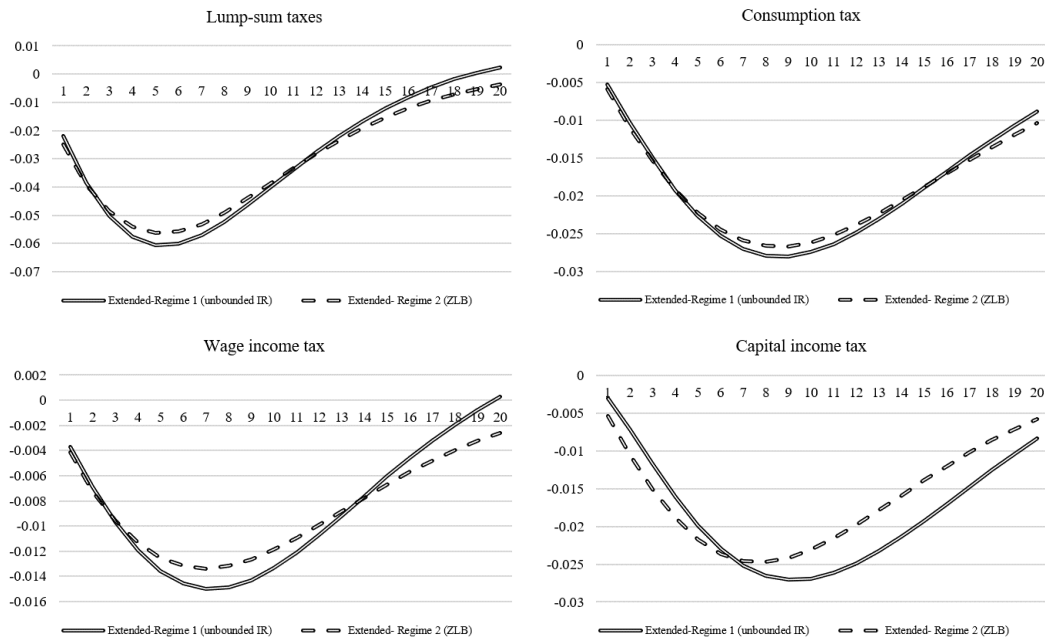 Lump-sum taxes
0.01
0
-0.01
-0.02
-0.03
-0.04
-0.05
-0.06
-0.07
1 2 3 4 5 6 7 8 9 10 11 12 13 14 15 16 17 18 19 20
Extended-Regime 1 (unbounded IR) Extended- Regime 2 (ZLB)
Consumption tax
0
-0.005
-0.01
-0.015
-0.02
-0.025
-0.03
1 2 3 4 5 6 7 8 9 10 11 12 13 14 15 16 17 18 19 20
Extended-Regime 1 (unbounded IR) Extended- Regime 2 (ZLB)
Wage income tax
0.002
0
-0.002
-0.004
-0.006
-0.008
-0.01
-0.012
-0.014
-0.016
1 2 3 4 5 6 7 8 9 10 11 12 13 14 15 16 17 18 19 20
Extended-Regime 1 (unbounded IR) Extended- Regime 2 (ZLB)
Capital income tax
0
-0.005
-0.01
-0.015
-0.02
-0.025
-0.03
1 2 3 4 5 6 7 8 9 10 11 12 13 14 15 16 17 18 19 20
Extended-Regime 1 (unbounded IR) Extended- Regime 2 (ZLB)